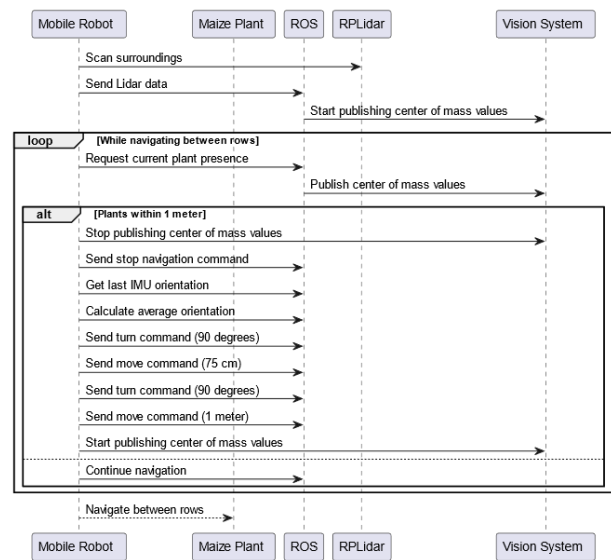 Mobile Robot Maize Plant ROS RPLidar Vision System
Scan surroundings
Send Lidar data
Start publishing center of mass values
loop [While navigating between rows]
Request current plant presence
Publish center of mass values
alt [Plants within 1 meter]
Stop publishing center of mass values
Send stop navigation command
Get last IMU orientation
Calculate average orientation
Send turn command (90 degrees)
Send move command (75 cm)
Send turn command (90 degrees)
Send move command (1 meter)
Start publishing center of mass values
Continue navigation
Navigate between rows
Mobile Robot Maize Plant ROS RPLidar Vision System